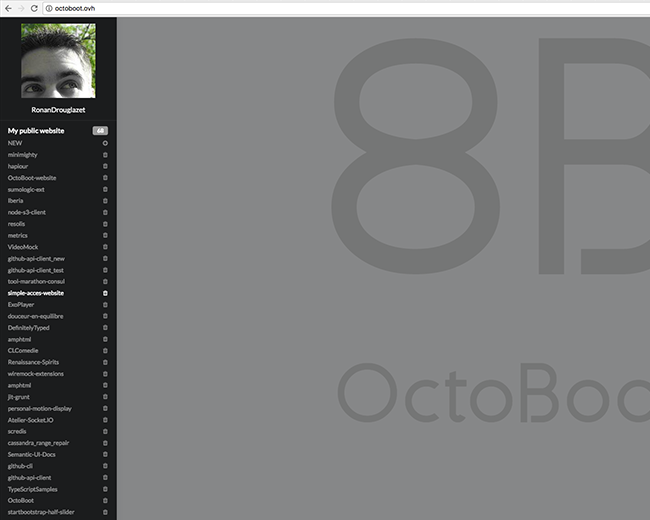 octoboot.ovh
RonanDrouglazet
My public website 68
NEW
minimighty
hapiour
OctoBoot-website
sumologic-ext
Iberia
node-s3-client
resolis
metrics
VideoMock
github-api-client_new
github-api-client_test
tool-marathon-consul
simple-acces-website
ExoPlayer
douceur-en-equilibre
DefinitelyTyped
amphtml
CLComedie
Renaissance-Spirits
wiremock-extensions
amphtml
jit-grunt
personal-motion-display
Atelier-Socket.IO
scredis
cassandra_range_repair
Semantic-UI-Docs
github-cli
github-api-client
TypeScriptSamples
OctoBoot
startbootstrap-half-slider
8B
OctoBoo